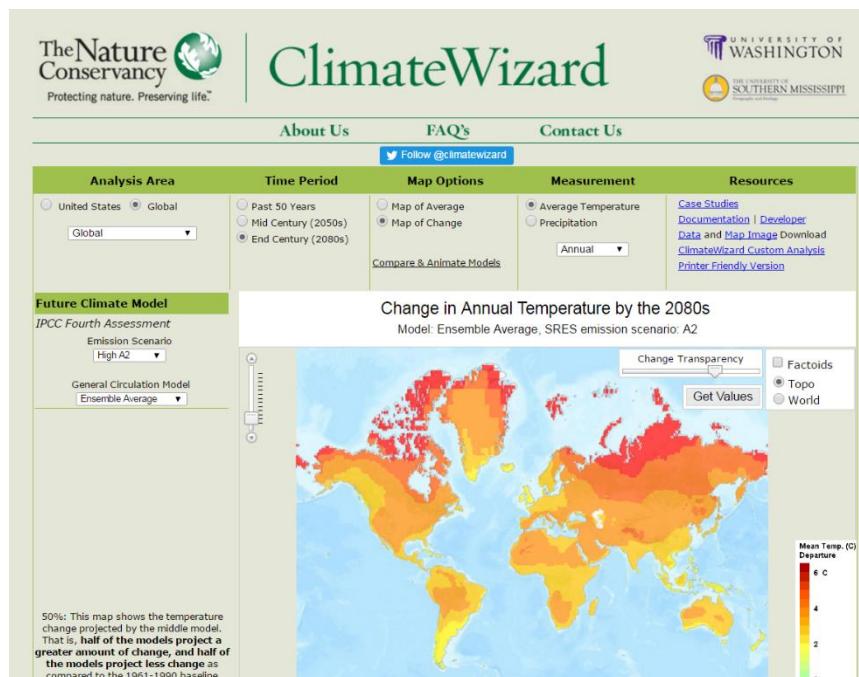 The Nature
Conservancy
Protecting nature. Preserving life.™
ClimateWizard
UNIVERSITY OF
WASHINGTON
THE UNIVERSITY OF
SOUTHERN MISSISSIPPI
About Us FAQ's Contact Us
Follow @climatewizard
Analysis Area Time Period Map Options Measurement Resources
United States Global
Global
Past 50 Years
Mid Century (2050s)
End Century (2080s)
Map of Average
Map of Change
Compare & Animate Models
Average Temperature
Precipitation
Annual
Case Studies
Documentation | Developer
Data and Map Image Download
ClimateWizard Custom Analysis
Printer Friendly Version
Future Climate Model
IPCC Fourth Assessment
Emission Scenario
High A2
General Circulation Model
Ensemble Average
50%: This map shows the temperature
change projected by the middle model.
That is, half of the models project a
greater amount of change, and half of
the models project less change as
compared to the 1961-1990 baseline
Change in Annual Temperature by the 2080s
Model: Ensemble Average, SRES emission scenario: A2
Change Transparency
Get Values
Factoids
Topo
World
Mean Temp. (C)
Departure
6 C
4
2